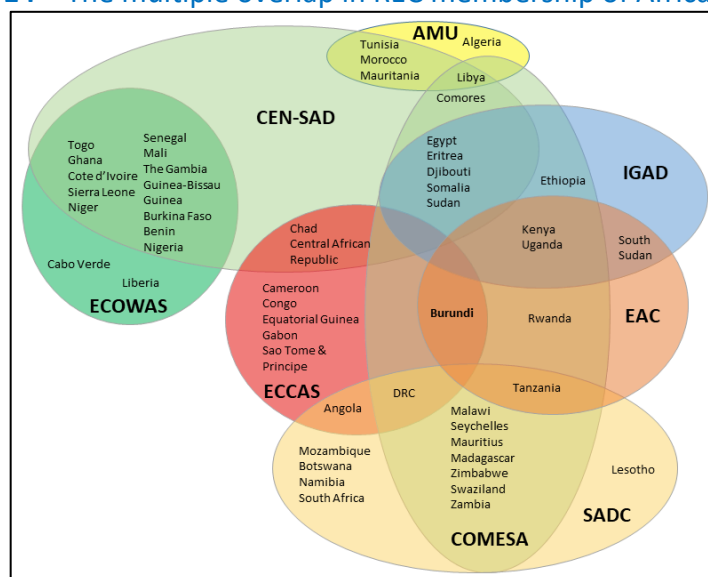 The multiple overlap in REC membership of Africa
AMU
Tunisia
Morocco
Mauritania
Algeria
Libya
Comores
CEN-SAD
Togo
Ghana
Cote d'Ivoire
Sierra Leone
Niger
Senegal
Mali
The Gambia
Guinea-Bissau
Guinea
Burkina Faso
Benin
Nigeria
Cabo Verde
Liberia
ECOWAS
Egypt
Eritrea
Djibouti
Somalia
Sudan
Ethiopia
IGAD
Chad
Central African
Republic
Kenya
Uganda
South
Sudan
Cameroon
Congo
Equatorial Guinea
Gabon
Sao Tome &
Principe
ECCAS
Burundi
Rwanda
EAC
Angola
DRC
Tanzania
Malawi
Seychelles
Mauritius
Madagascar
Zimbabwe
Swaziland
Zambia
Mozambique
Botswana
Namibia
South Africa
Lesotho
SADC
COMESA